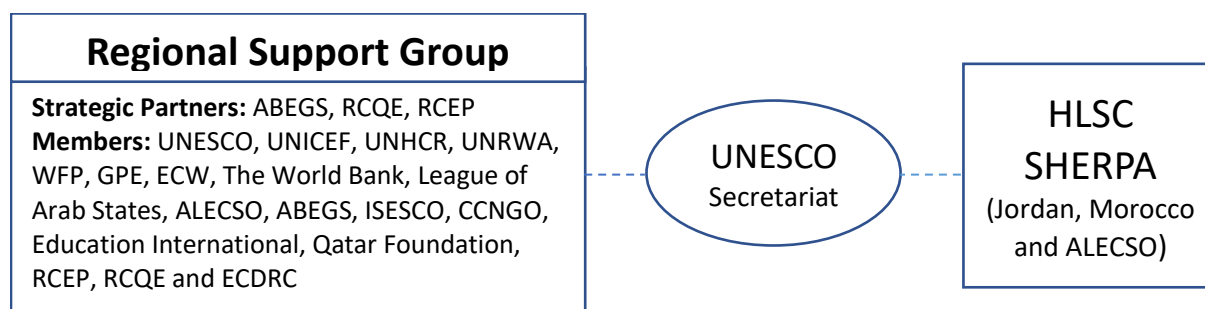 Regional Support Group
Strategic Partners: ABEGS, RCQE, RCEP
Members: UNESCO, UNICEF, UNHCR, UNRWA,
WFP, GPE, ECW, The World Bank, League of
Arab States, ALECSO, ABEGS, ISESCO, CCNGO,
Education International, Qatar Foundation,
RCEP, RCQE and ECDRC
UNESCO
Secretariat
HLSC
SHERPA
(Jordan, Morocco
and ALECSO)